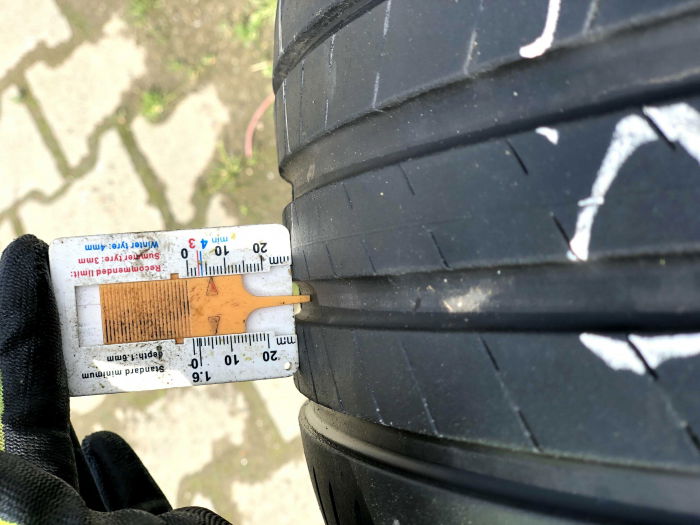 1.6
Standard minimum
depth:1.6mm
mm 20 10 0
Recommended limit:
Summer tyre: 3mm
Winter tyre:4mm
mm 20 10 0
min 4 3